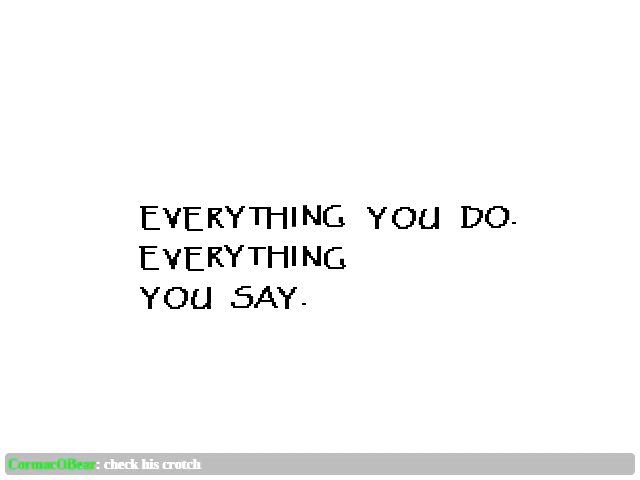 EVERYTHING YOU DO.
EVERYTHING
YOU SAY.
CormacOBear: check his crotch